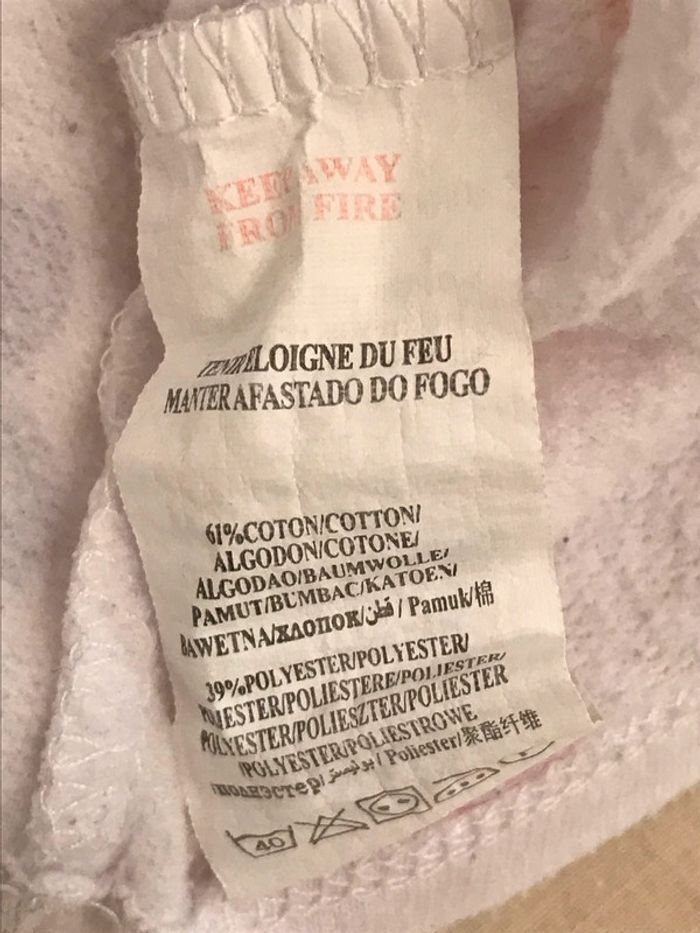 KEEP AWAY
FROM FIRE
TENIR ELOIGNE DU FEU
MANTER AFASTADO DO FOGO
61%COTON/COTTON/
ALGODON/COTONE/
ALGODAO/BAUMWOLLE/
PAMUT/BUMBAC/KATOEN/
BAWETNA/ХЛОПОК/قطن/ Pamuk/棉
39%POLYESTER/POLYESTER/
POLIESTER/POLIESTERE/POLIESTER/
POLYESTER/POLIESZTER/POLIESTER
/POLYESTER/POLIESTROWE
/полиэстер/بوليستر/ Poliester/聚酯纤维
40